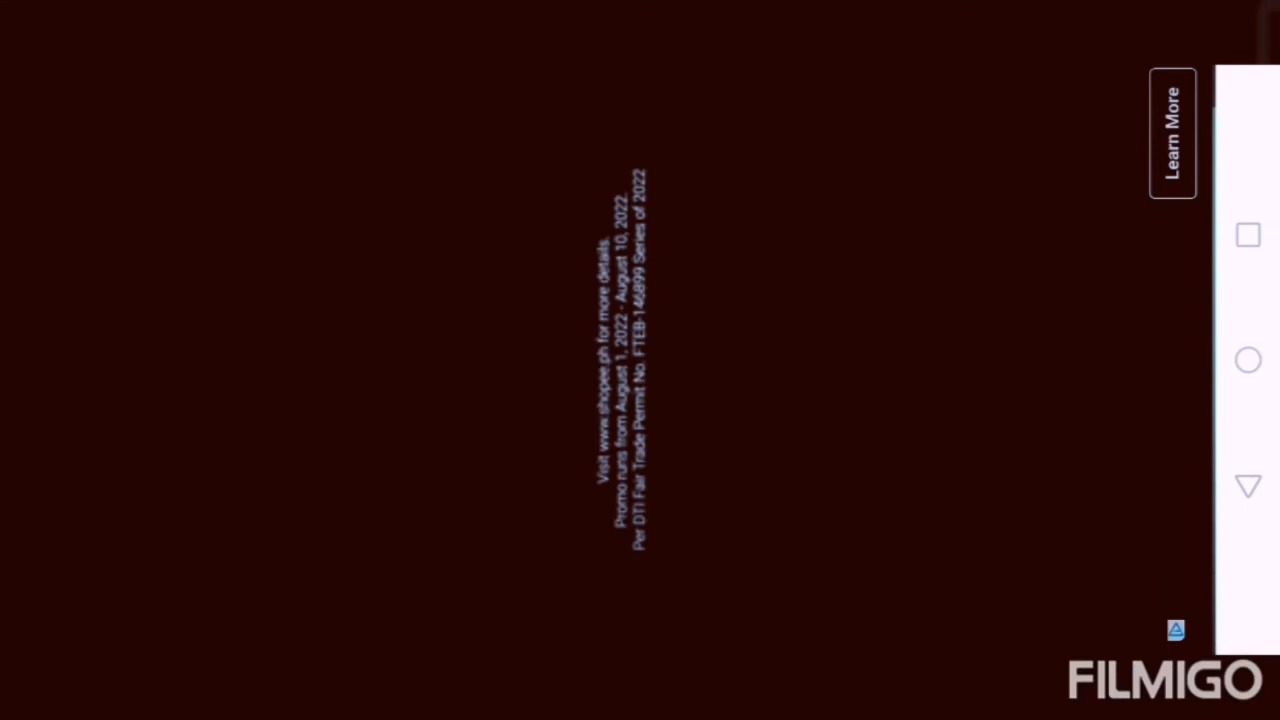 Visit www.shopee.ph for more details.
Promo runs from August 1, 2022 - August 10, 2022.
Per DTI Fair Trade Permit No. FTEB-146899 Series of 2022
Learn More
FILMIGO